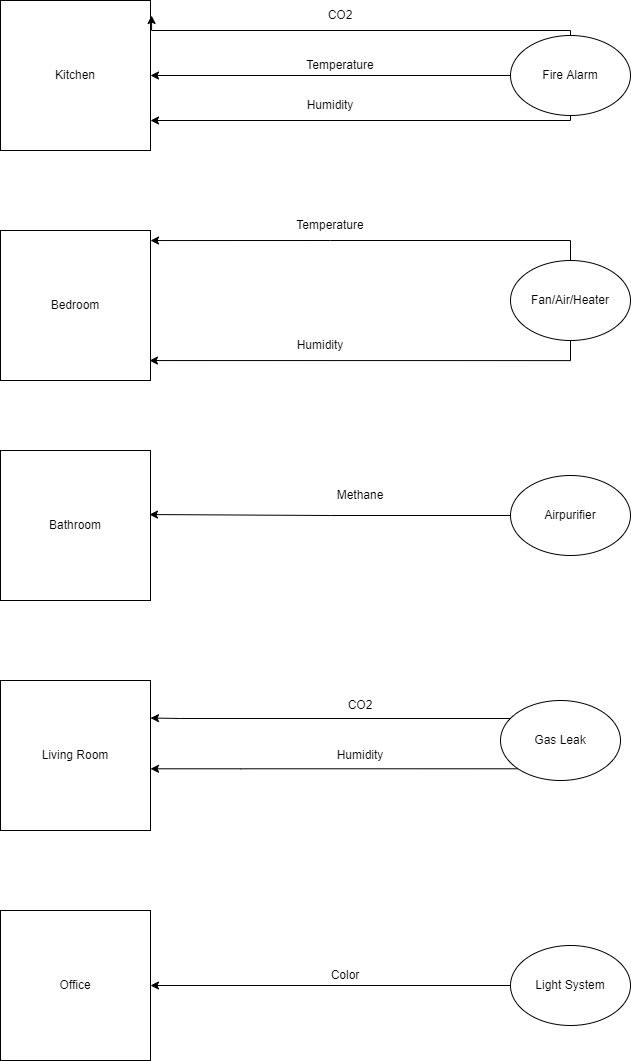 CO2
Kitchen
Temperature
Fire Alarm
Humidity
Temperature
Bedroom
Fan/Air/Heater
Humidity
Methane
Bathroom
Airpurifier
CO2
Living Room
Gas Leak
Humidity
Color
Office
Light System